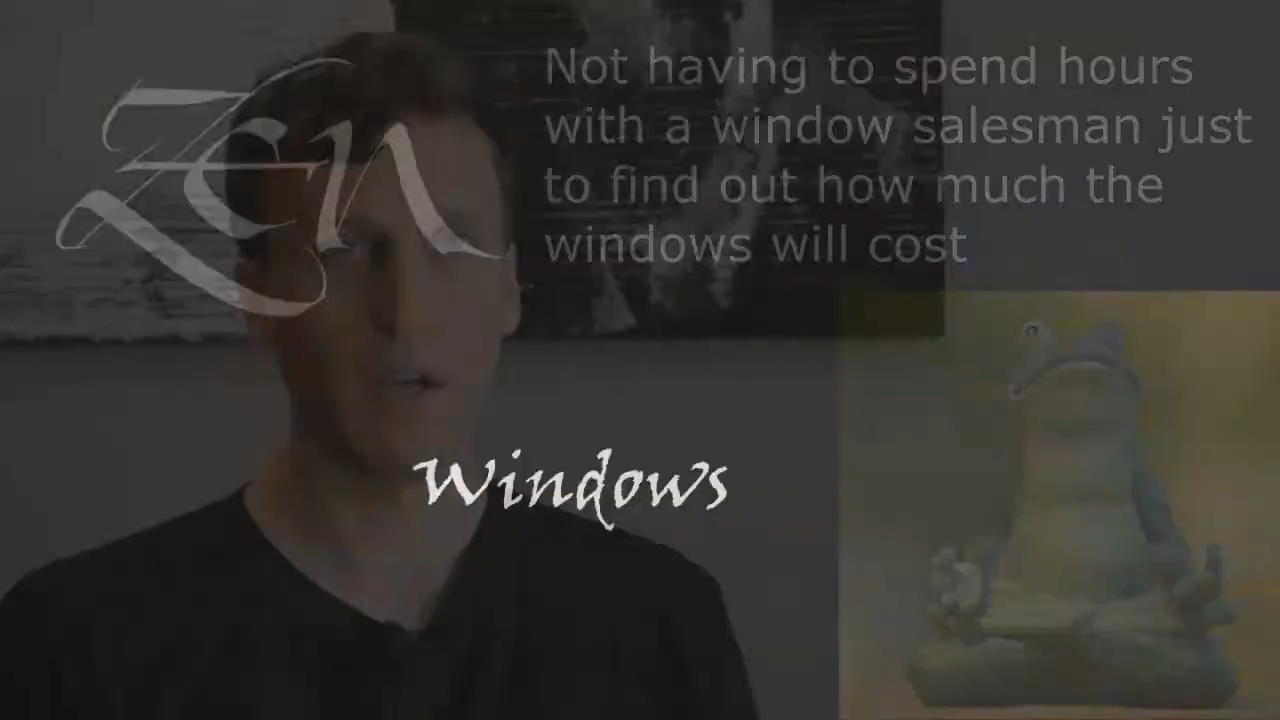 Zen
Not having to spend hours
with a window salesman just
to find out how much the
windows will cost
Windows